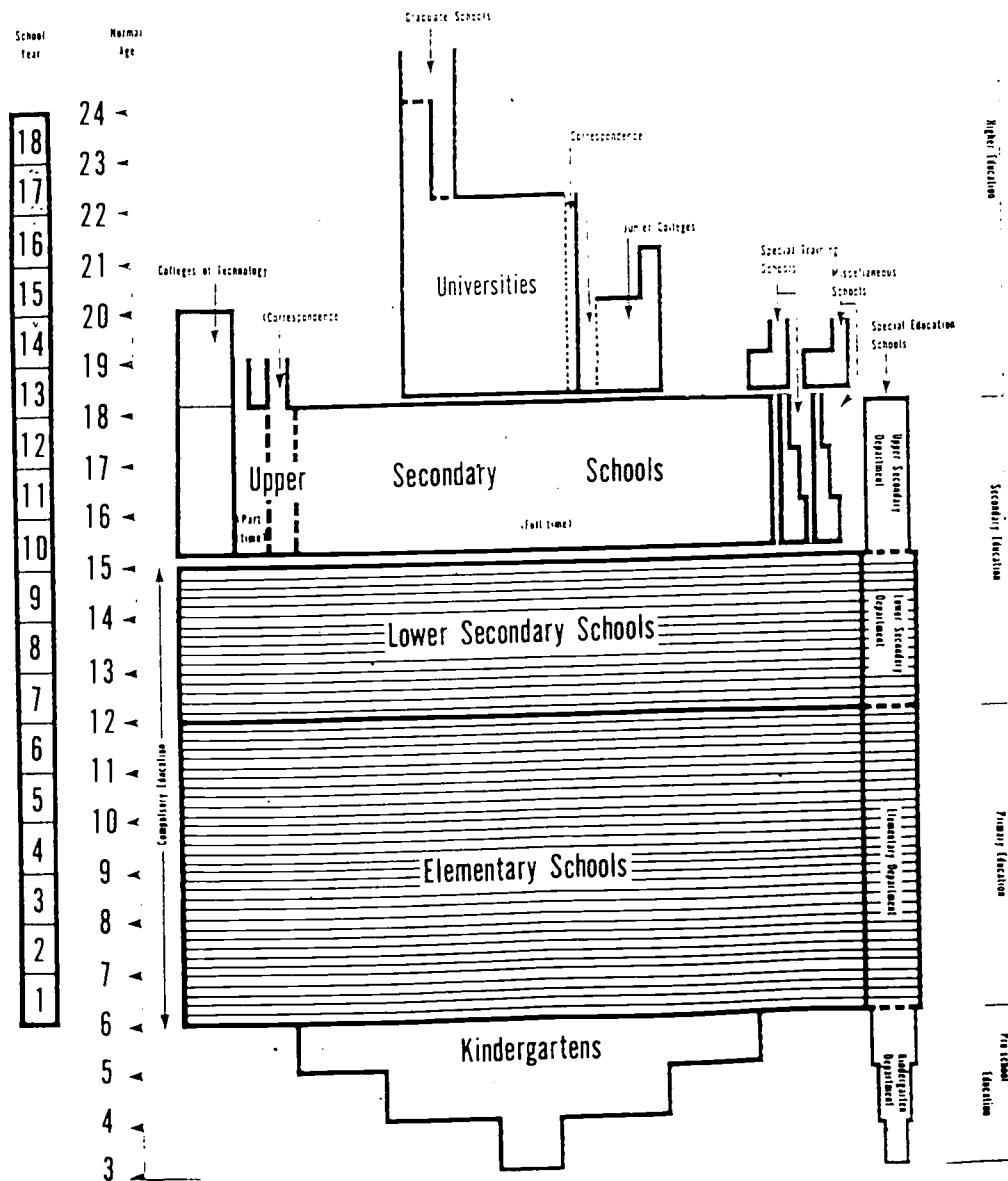 Graduate Schools
School
Year
Normal
Age
24
23
22
21
20
19
18
17
16
15
14
13
12
11
10
9
8
7
6
5
4
3
18
17
16
15
14
13
12
11
10
9
8
7
6
5
4
3
2
1
Correspondence
Junior Colleges
Universities
Colleges of Technology
(Correspondence
Special Training
Schools
Miscellaneous
Schools
Special Education
Schools
Upper Secondary Schools
(Part
time)
(Full time)
Upper Secondary
Department
Lower Secondary Schools
Lower Secondary
Department
Compulsory Education
Elementary Schools
Elementary Department
Kindergartens
Kindergarten
Department
Higher Education
Secondary Education
Primary Education
Pre-school
Education